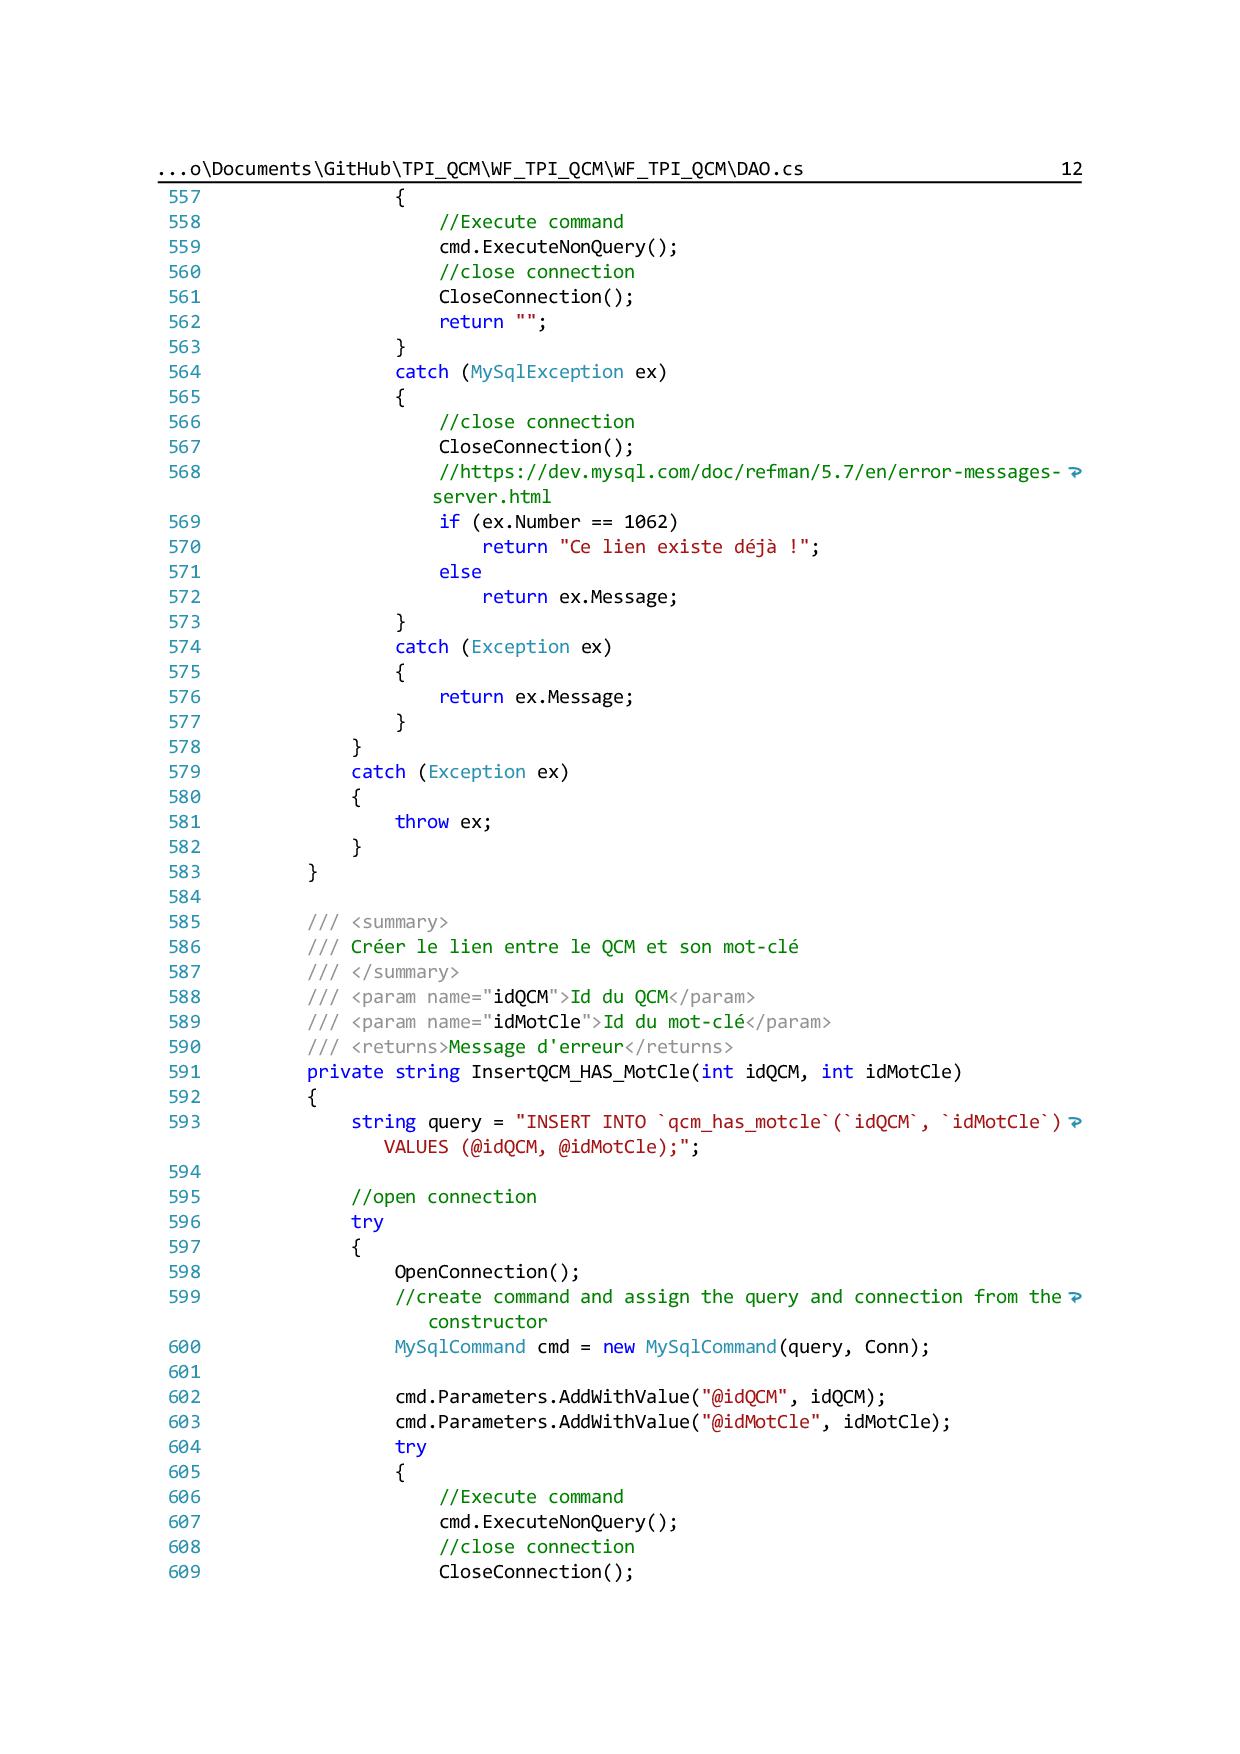 ...o\Documents\GitHub\TPI_QCM\WF_TPI_QCM\WF_TPI_QCM\DAO.cs 12
557 {
558 //Execute command
559 cmd.ExecuteNonQuery();
560 //close connection
561 CloseConnection();
562 return "";
563 }
564 catch (MySqlException ex)
565 {
566 //close connection
567 CloseConnection();
568 //https://dev.mysql.com/doc/refman/5.7/en/error-messages-
server.html
569 if (ex.Number == 1062)
570 return "Ce lien existe déjà !";
571 else
572 return ex.Message;
573 }
574 catch (Exception ex)
575 {
576 return ex.Message;
577 }
578 }
579 catch (Exception ex)
580 {
581 throw ex;
582 }
583 }
584
585 /// <summary>
586 /// Créer le lien entre le QCM et son mot-clé
587 /// </summary>
588 /// <param name="idQCM">Id du QCM</param>
589 /// <param name="idMotCle">Id du mot-clé</param>
590 /// <returns>Message d'erreur</returns>
591 private string InsertQCM_HAS_MotCle(int idQCM, int idMotCle)
592 {
593 string query = "INSERT INTO `qcm_has_motcle`(`idQCM`, `idMotCle`)
VALUES (@idQCM, @idMotCle);";
594
595 //open connection
596 try
597 {
598 OpenConnection();
599 //create command and assign the query and connection from the
constructor
600 MySqlCommand cmd = new MySqlCommand(query, Conn);
601
602 cmd.Parameters.AddWithValue("@idQCM", idQCM);
603 cmd.Parameters.AddWithValue("@idMotCle", idMotCle);
604 try
605 {
606 //Execute command
607 cmd.ExecuteNonQuery();
608 //close connection
609 CloseConnection();